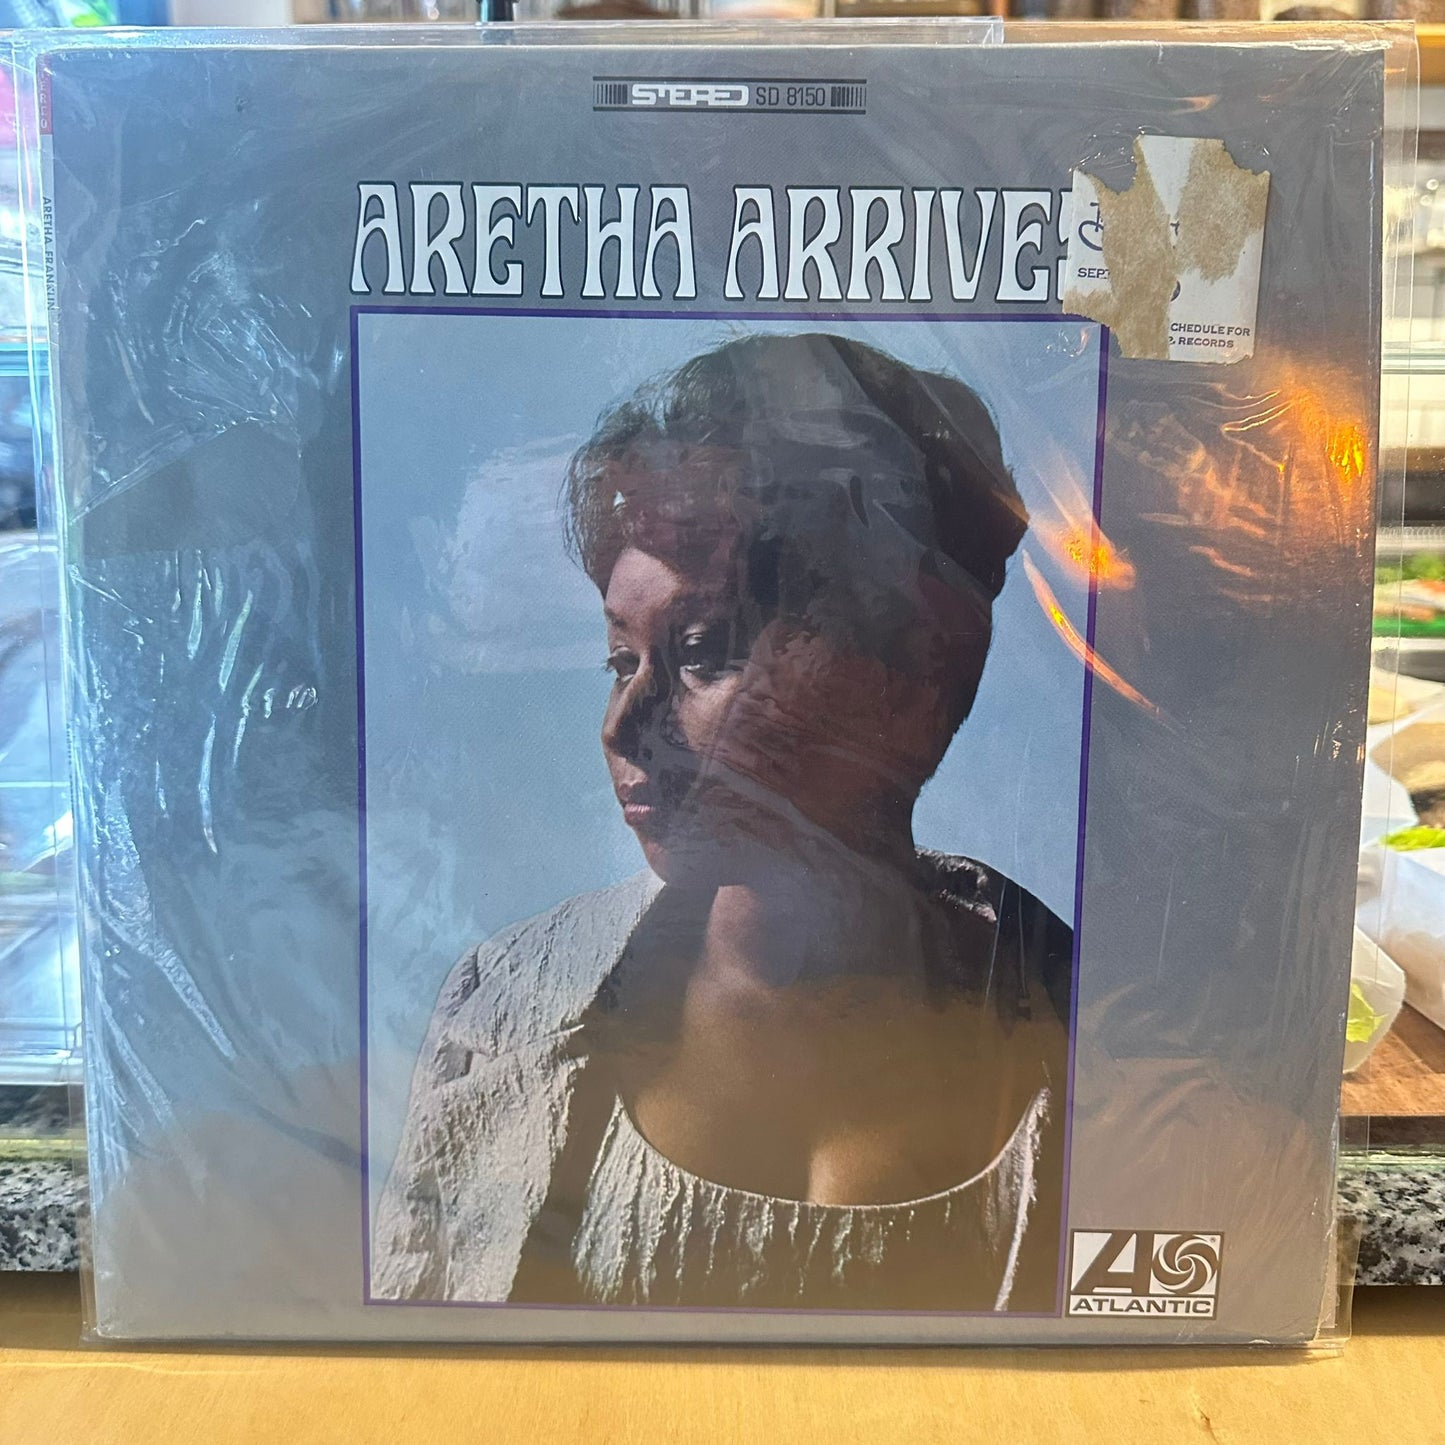 STEREO SD 8150
ARETHA ARRIVES
SEPT
CHEDULE FOR
& RECORDS
ARETHA FRANKLIN
ATLANTIC